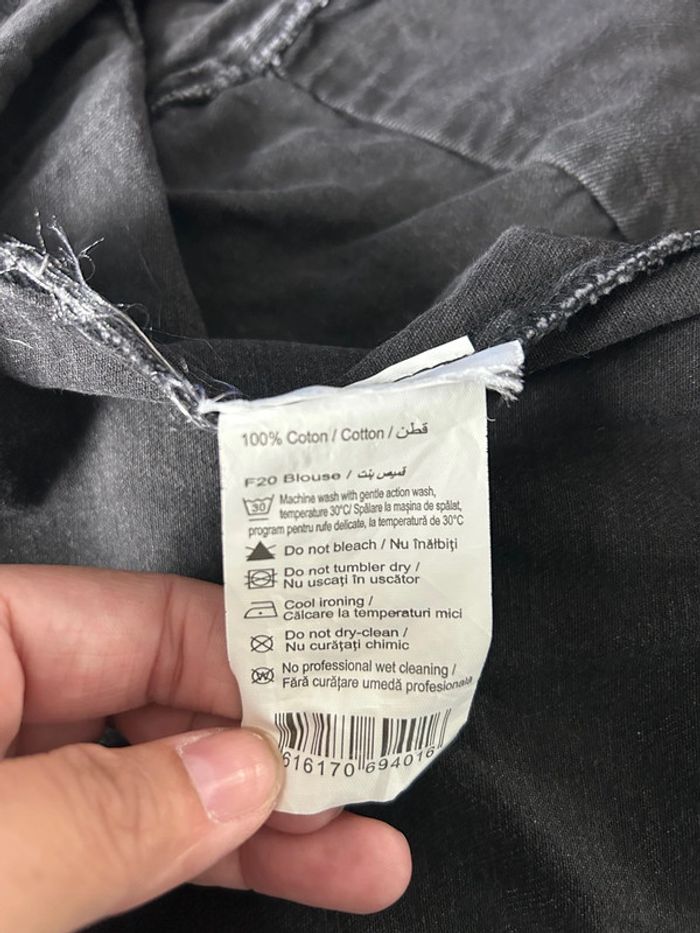 100% Coton / Cotton / قطن
F20 Blouse / قميص بنت
30 Machine wash with gentle action wash,
temperature 30°C/ Spălare la mașina de spălat,
program pentru rufe delicate, la temperatură de 30°C
Do not bleach / Nu înălbiți
Do not tumbler dry /
Nu uscați în uscător
Cool ironing /
Călcare la temperaturi mici
Do not dry-clean /
Nu curățați chimic
W No professional wet cleaning /
Fără curățare umedă profesională
616170 694016